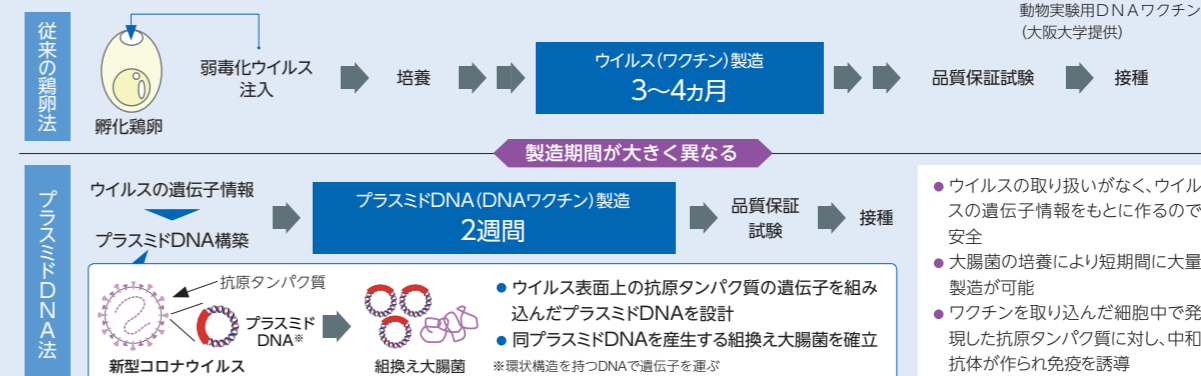 動物実験用DNAワクチン
(大阪大学提供)
従来の鶏卵法
孵化鶏卵
弱毒化ウイルス
注入
培養
ウイルス(ワクチン)製造
3〜4ヵ月
品質保証試験
接種
製造期間が大きく異なる
プラスミドDNA法
ウイルスの遺伝子情報
プラスミドDNA構築
プラスミドDNA(DNAワクチン)製造
2週間
品質保証
試験
接種
抗原タンパク質
プラスミド
DNA※
新型コロナウイルス
組換え大腸菌
● ウイルス表面上の抗原タンパク質の遺伝子を組み
込んだプラスミドDNAを設計
● 同プラスミドDNAを産生する組換え大腸菌を確立
※環状構造を持つDNAで遺伝子を運ぶ
● ウイルスの取り扱いがなく、ウイル
スの遺伝子情報をもとに作るので
安全
● 大腸菌の培養により短期間に大量
製造が可能
● ワクチンを取り込んだ細胞中で発
現した抗原タンパク質に対し、中和
抗体が作られ免疫を誘導